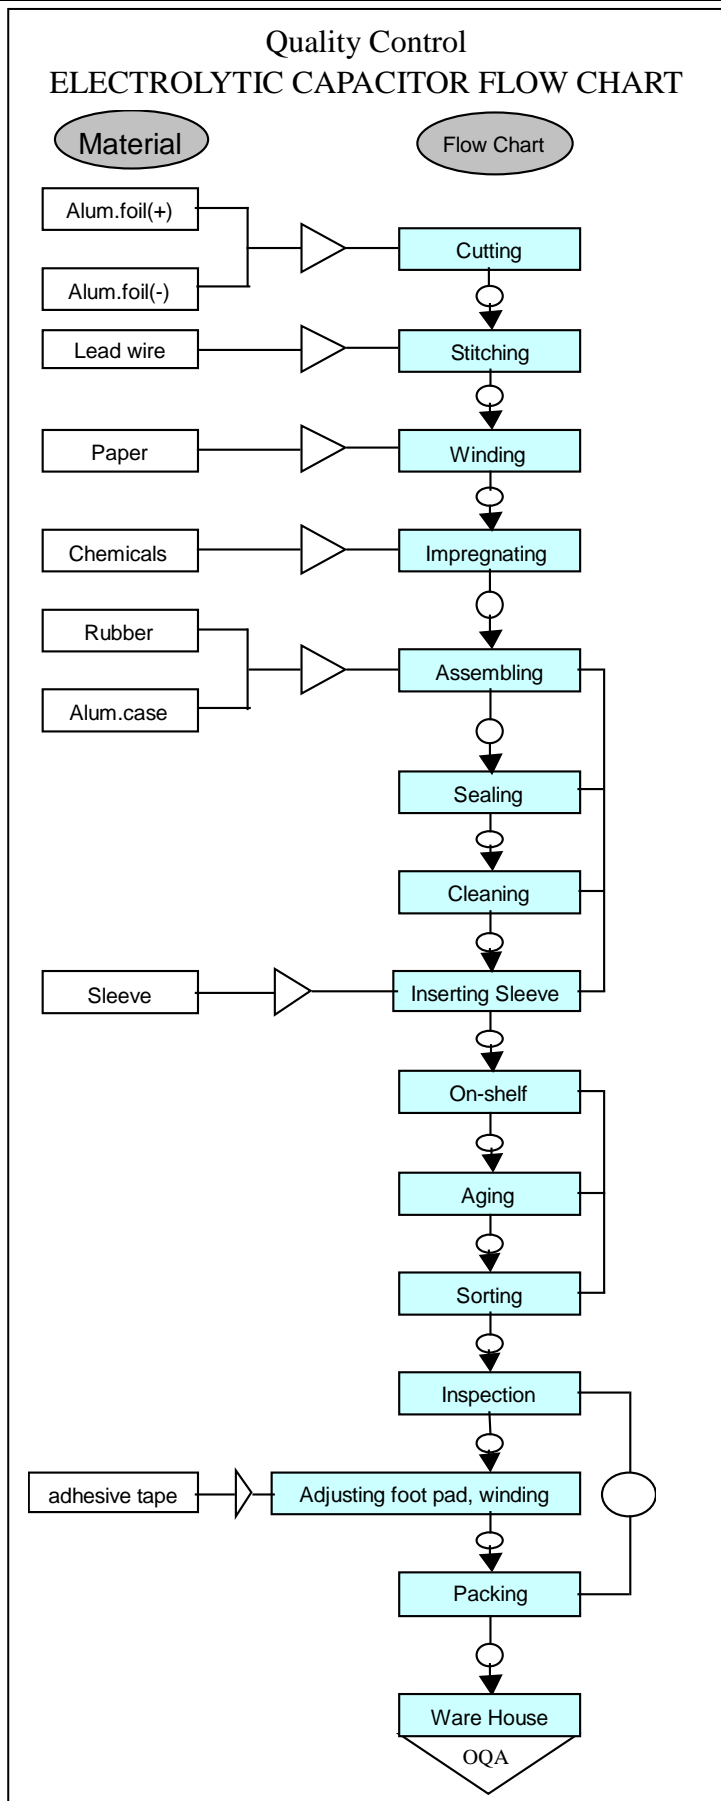 Quality Control
ELECTROLYTIC CAPACITOR FLOW CHART
Material
Flow Chart
Alum.foil(+)
Cutting
Alum.foil(-)
Lead wire
Stitching
Paper
Winding
Chemicals
Impregnating
Rubber
Assembling
Alum.case
Sealing
Cleaning
Sleeve
Inserting Sleeve
On-shelf
Aging
Sorting
Inspection
adhesive tape
Adjusting foot pad, winding
Packing
Ware House
OQA